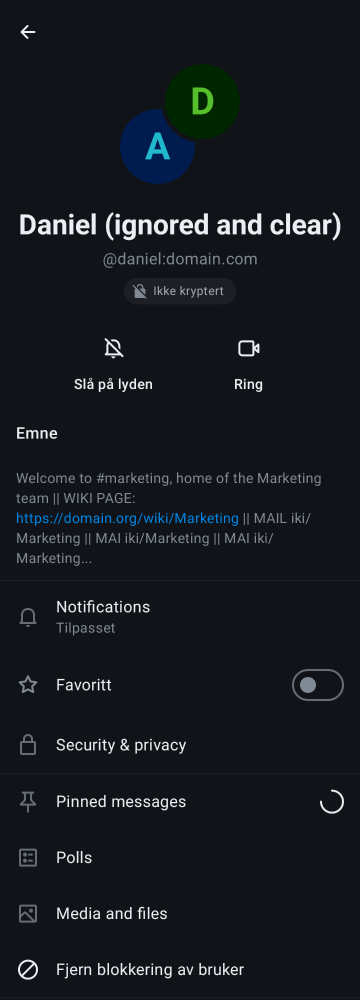 D
A
Daniel (ignored and clear)
@daniel:domain.com
Ikke kryptert
Slå på lyden
Ring
Emne
Welcome to #marketing, home of the Marketing
team || WIKI PAGE:
https://domain.org/wiki/Marketing || MAIL iki/
Marketing || MAI iki/Marketing || MAI iki/
Marketing...
Notifications
Tilpasset
Favoritt
Security & privacy
Pinned messages
Polls
Media and files
Fjern blokkering av bruker